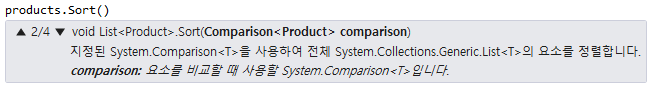 products.Sort()
▲ 2/4 ▼ void List<Product>.Sort(Comparison<Product> comparison)
지정된 System.Comparison<T>을 사용하여 전체 System.Collections.Generic.List<T>의 요소를 정렬합니다.
comparison: 요소를 비교할 때 사용할 System.Comparison<T>입니다.